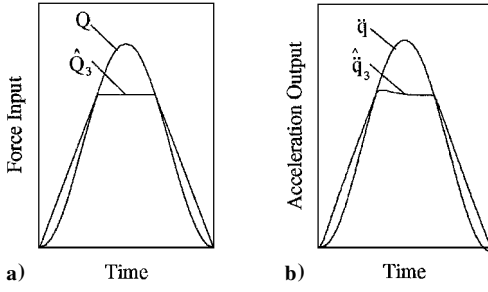 Q
Q̂₃
Force Input
Time
a)
q̈
q̈̂₃
Acceleration Output
Time
b)